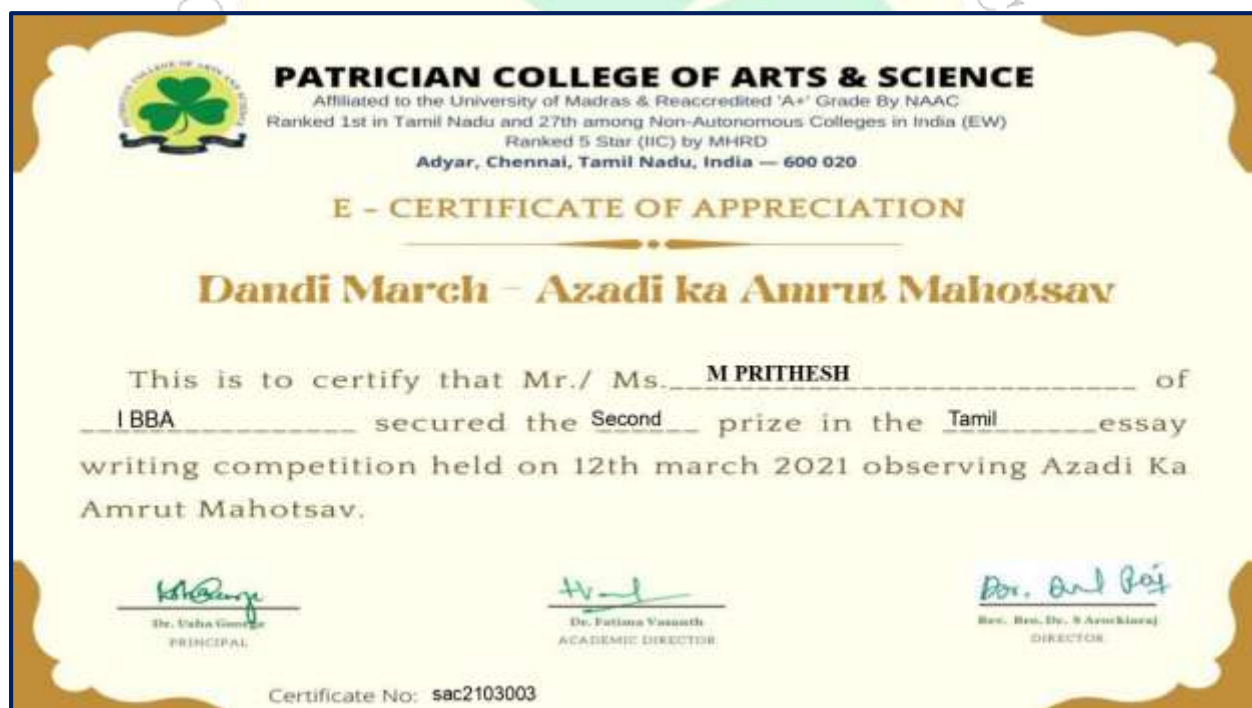 PATRICIAN COLLEGE OF ARTS & SCIENCE
Affiliated to the University of Madras & Reaccredited 'A+' Grade By NAAC
Ranked 1st in Tamil Nadu and 27th among Non-Autonomous Colleges in India (EW)
Ranked 5 Star (IIC) by MHRD
Adyar, Chennai, Tamil Nadu, India — 600 020
E - CERTIFICATE OF APPRECIATION
Dandi March - Azadi ka Amrut Mahotsav
This is to certify that Mr./ Ms. M PRITHESH of
I BBA secured the Second prize in the Tamil essay
writing competition held on 12th march 2021 observing Azadi Ka
Amrut Mahotsav.
Dr. Usha George
PRINCIPAL
Dr. Fatima Vasanth
ACADEMIC DIRECTOR
Rev. Bro. Dr. S Arockiaraj
DIRECTOR
Certificate No: sac2103003